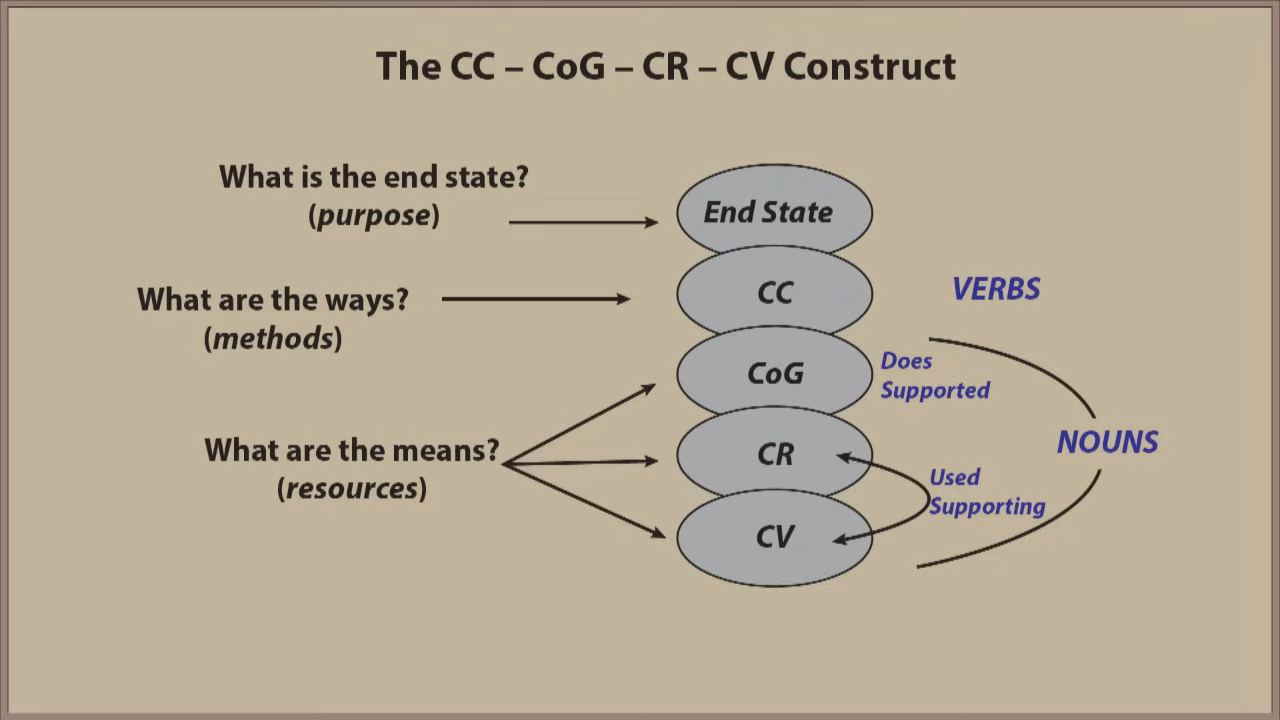 The CC – CoG – CR – CV Construct
What is the end state?
(purpose)
End State
What are the ways?
(methods)
CC
VERBS
CoG
Does
Supported
NOUNS
What are the means?
(resources)
CR
Used
Supporting
CV